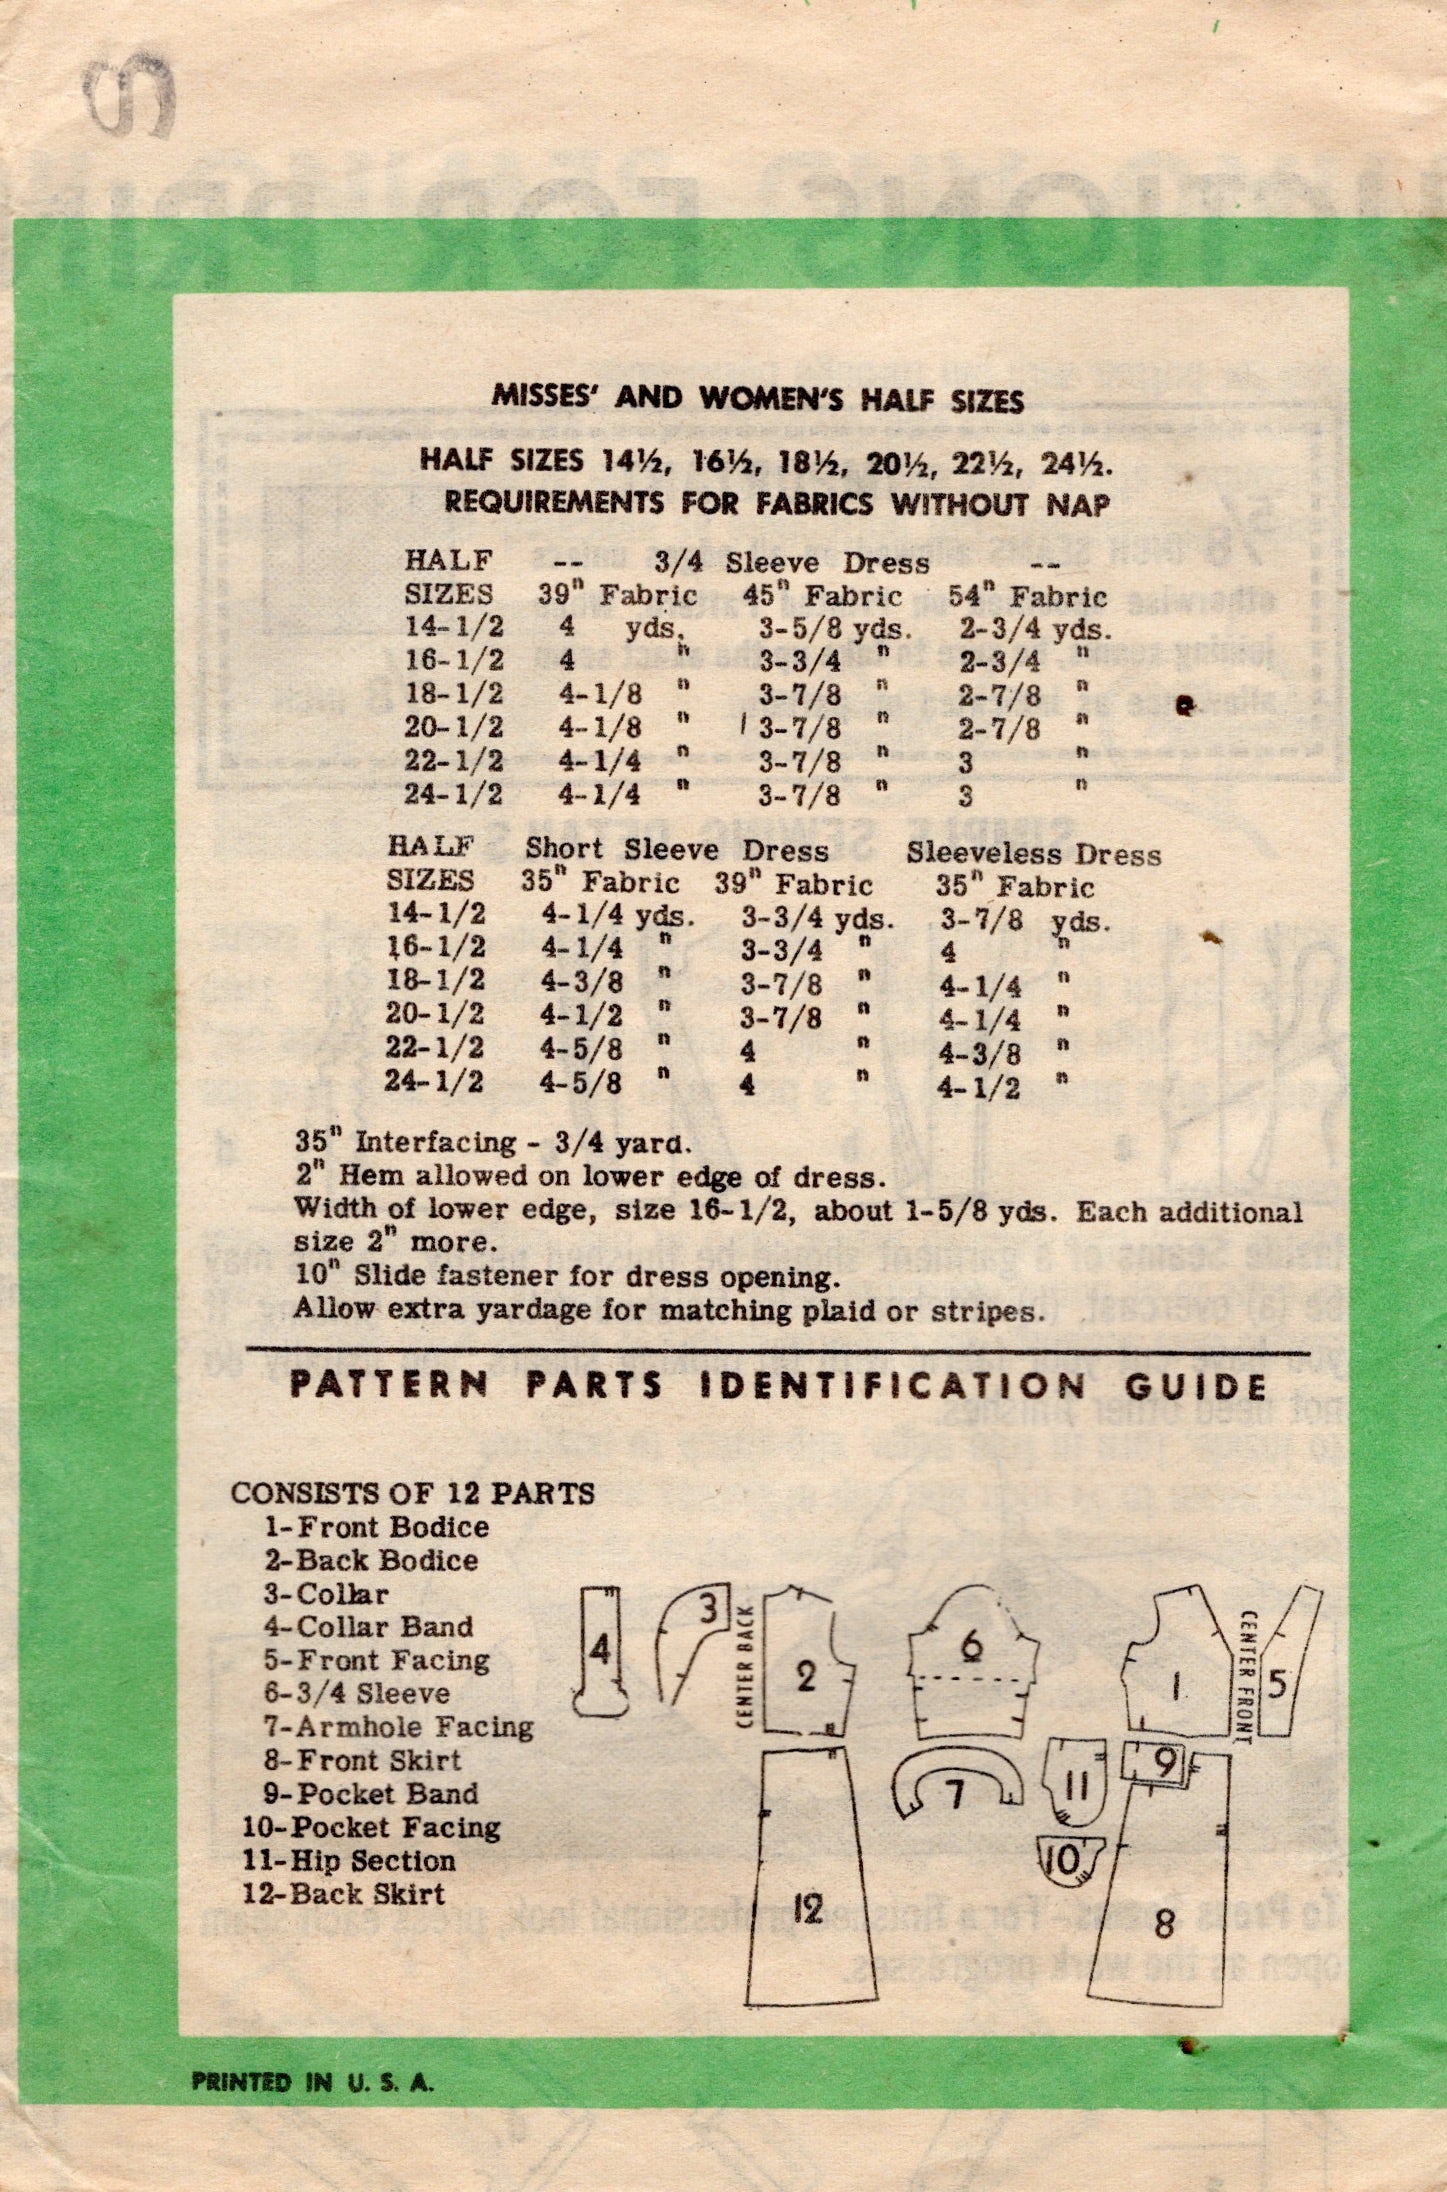 MISSES' AND WOMEN'S HALF SIZES
HALF SIZES 14½, 16½, 18½, 20½, 22½, 24½.
REQUIREMENTS FOR FABRICS WITHOUT NAP
HALF -- 3/4 Sleeve Dress --
SIZES 39" Fabric 45" Fabric 54" Fabric
14-1/2 4 yds. 3-5/8 yds. 2-3/4 yds.
16-1/2 4 " 3-3/4 " 2-3/4 "
18-1/2 4-1/8 " 3-7/8 " 2-7/8 "
20-1/2 4-1/8 " 3-7/8 " 2-7/8 "
22-1/2 4-1/4 " 3-7/8 " 3 "
24-1/2 4-1/4 " 3-7/8 " 3 "
HALF Short Sleeve Dress Sleeveless Dress
SIZES 35" Fabric 39" Fabric 35" Fabric
14-1/2 4-1/4 yds. 3-3/4 yds. 3-7/8 yds.
16-1/2 4-1/4 " 3-3/4 " 4 "
18-1/2 4-3/8 " 3-7/8 " 4-1/4 "
20-1/2 4-1/2 " 3-7/8 " 4-1/4 "
22-1/2 4-5/8 " 4 " 4-3/8 "
24-1/2 4-5/8 " 4 " 4-1/2 "
35" Interfacing - 3/4 yard.
2" Hem allowed on lower edge of dress.
Width of lower edge, size 16-1/2, about 1-5/8 yds. Each additional
size 2" more.
10" Slide fastener for dress opening.
Allow extra yardage for matching plaid or stripes.
PATTERN PARTS IDENTIFICATION GUIDE
CONSISTS OF 12 PARTS
1-Front Bodice
2-Back Bodice
3-Collar
4-Collar Band
5-Front Facing
6-3/4 Sleeve
7-Armhole Facing
8-Front Skirt
9-Pocket Band
10-Pocket Facing
11-Hip Section
12-Back Skirt
4
3
CENTER BACK
2
6
1
CENTER FRONT
5
12
7
11
9
10
8
PRINTED IN U. S. A.